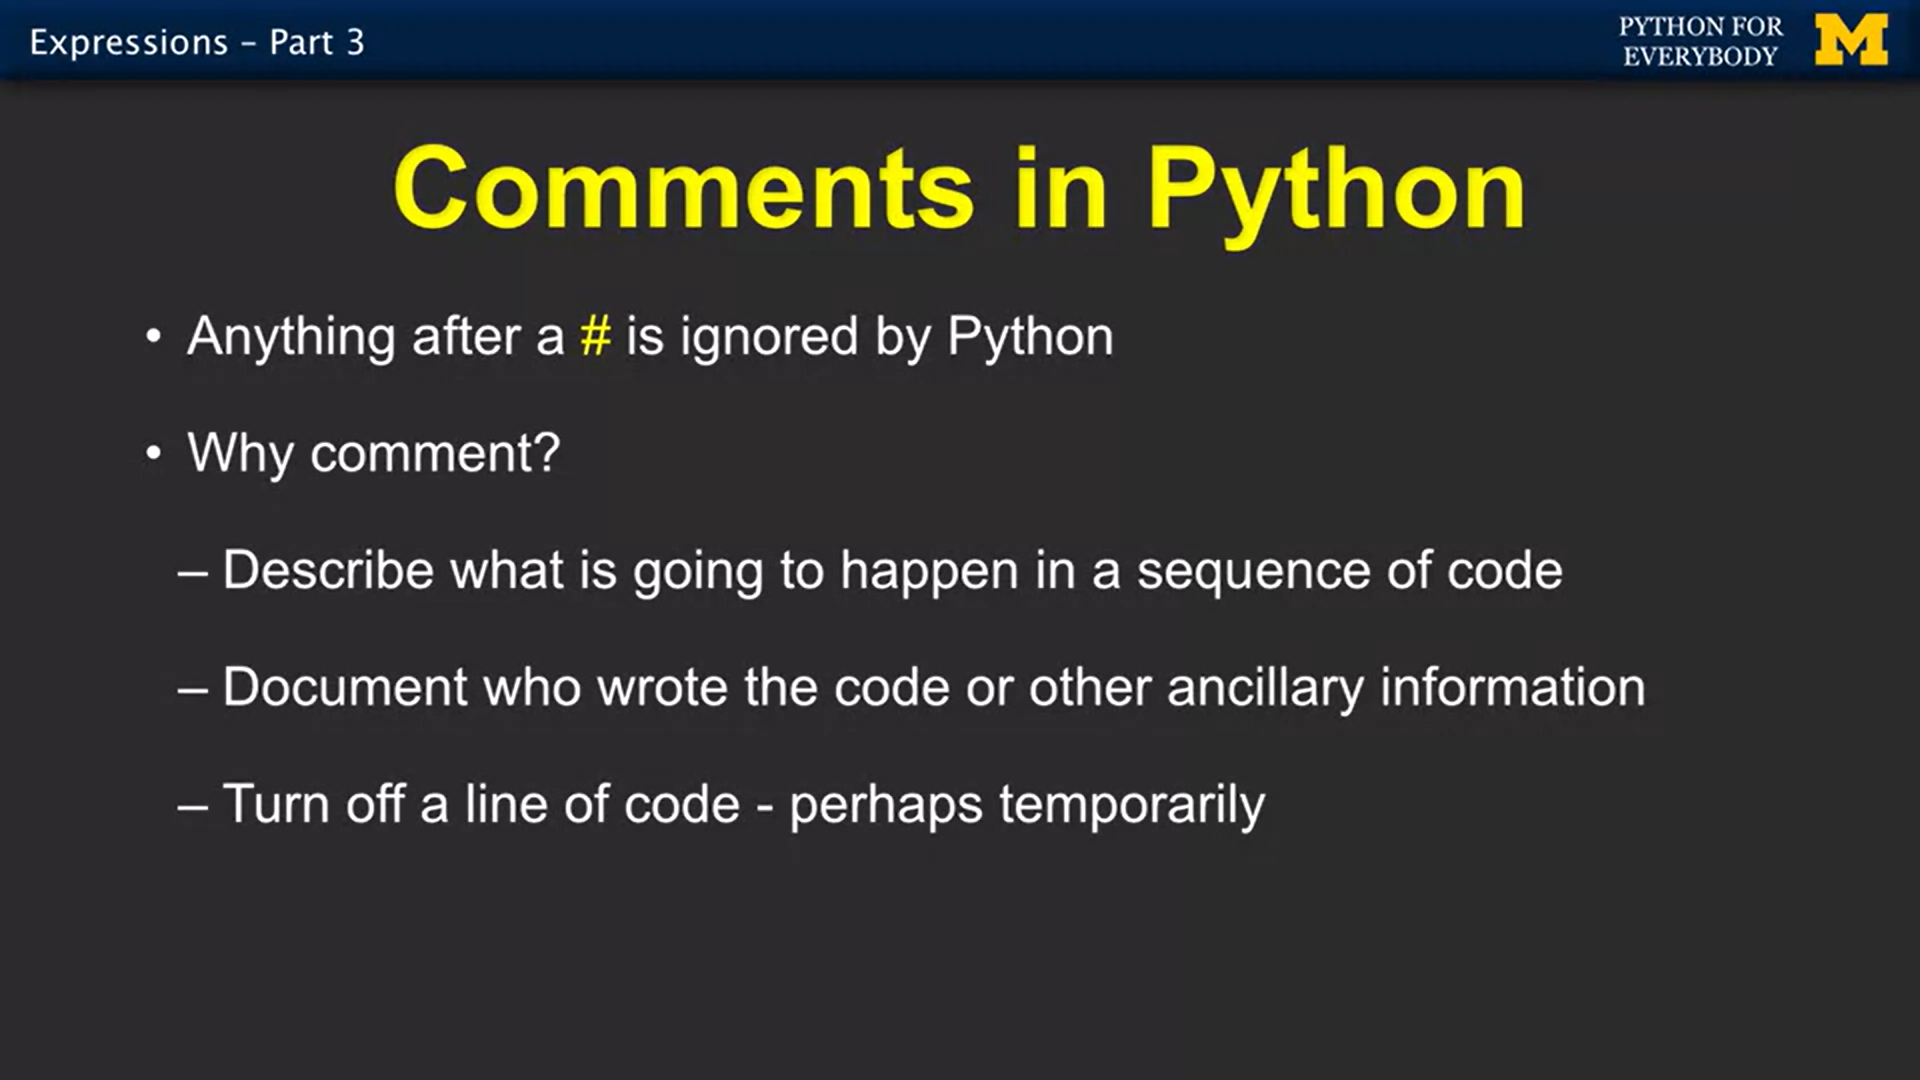 Expressions – Part 3
PYTHON FOR
EVERYBODY
M
Comments in Python
• Anything after a # is ignored by Python
• Why comment?
– Describe what is going to happen in a sequence of code
– Document who wrote the code or other ancillary information
– Turn off a line of code - perhaps temporarily